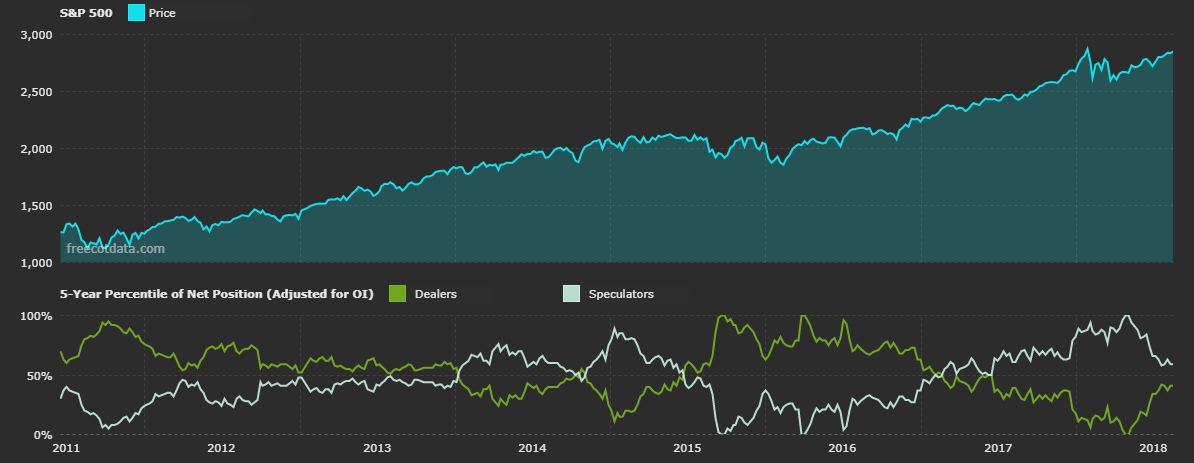 S&P 500 Price
3,000
2,500
2,000
1,500
1,000
freecotdata.com
5-Year Percentile of Net Position (Adjusted for OI) Dealers Speculators
100%
50%
0%
2011 2012 2013 2014 2015 2016 2017 2018